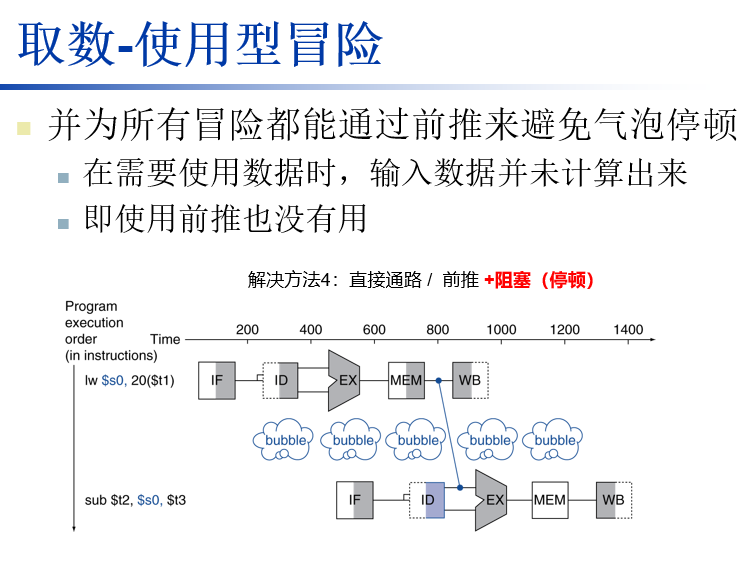 取数-使用型冒险
并为所有冒险都能通过前推来避免气泡停顿
在需要使用数据时，输入数据并未计算出来
即使用前推也没有用
解决方法4：直接通路 / 前推 +阻塞（停顿）
Program
execution
order
(in instructions)
Time
200 400 600 800 1000 1200 1400
lw $s0, 20($t1)
IF ID EX MEM WB
bubble bubble bubble bubble bubble
sub $t2, $s0, $t3
IF ID EX MEM WB